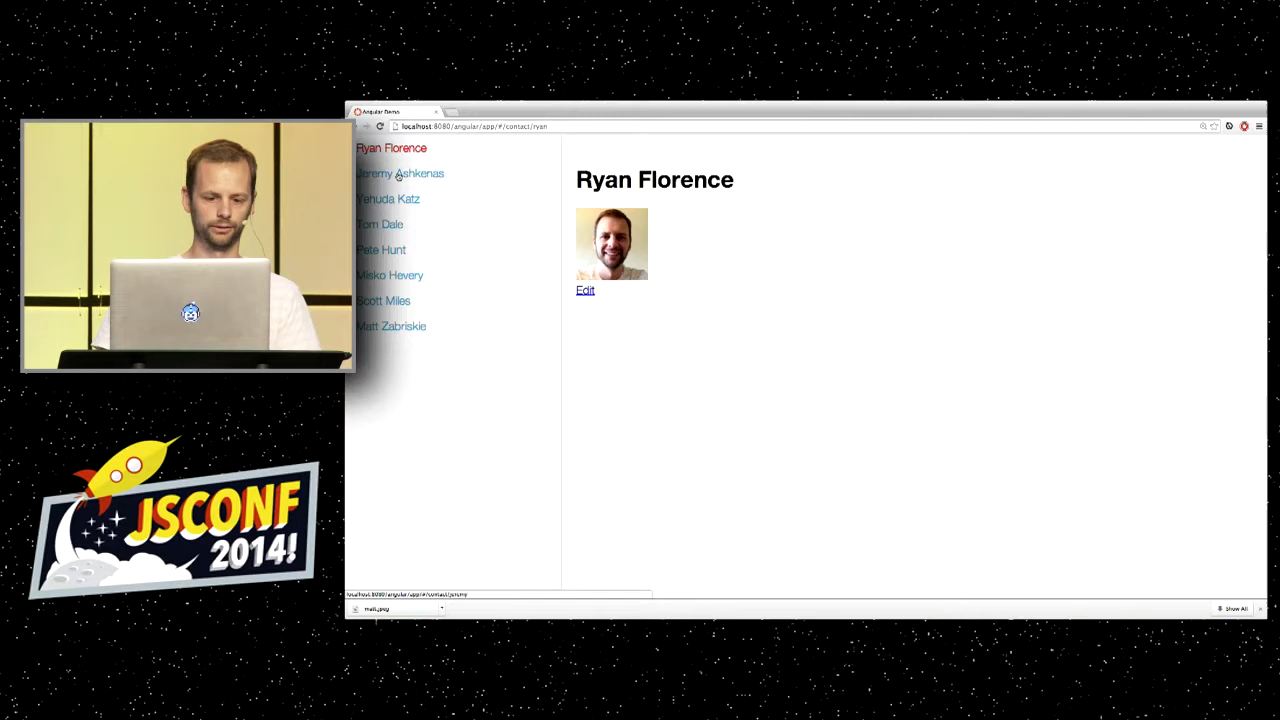 Angular Demo
localhost:8080/angular/app/#/contact/ryan
Ryan Florence
Jeremy Ashkenas
Yehuda Katz
Tom Dale
Pete Hunt
Misko Hevery
Scott Miles
Matt Zabriskie
Ryan Florence
Edit
localhost:8080/angular/app/#/contact/jeremy
matt.jpeg
Show All
JSCONF
2014!